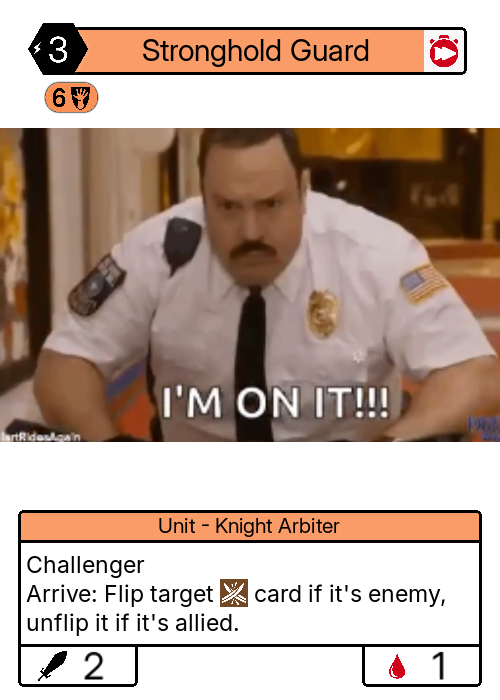 3
Stronghold Guard
6
I'M ON IT!!!
Unit - Knight Arbiter
Challenger
Arrive: Flip target card if it's enemy,
unflip it if it's allied.
2
1